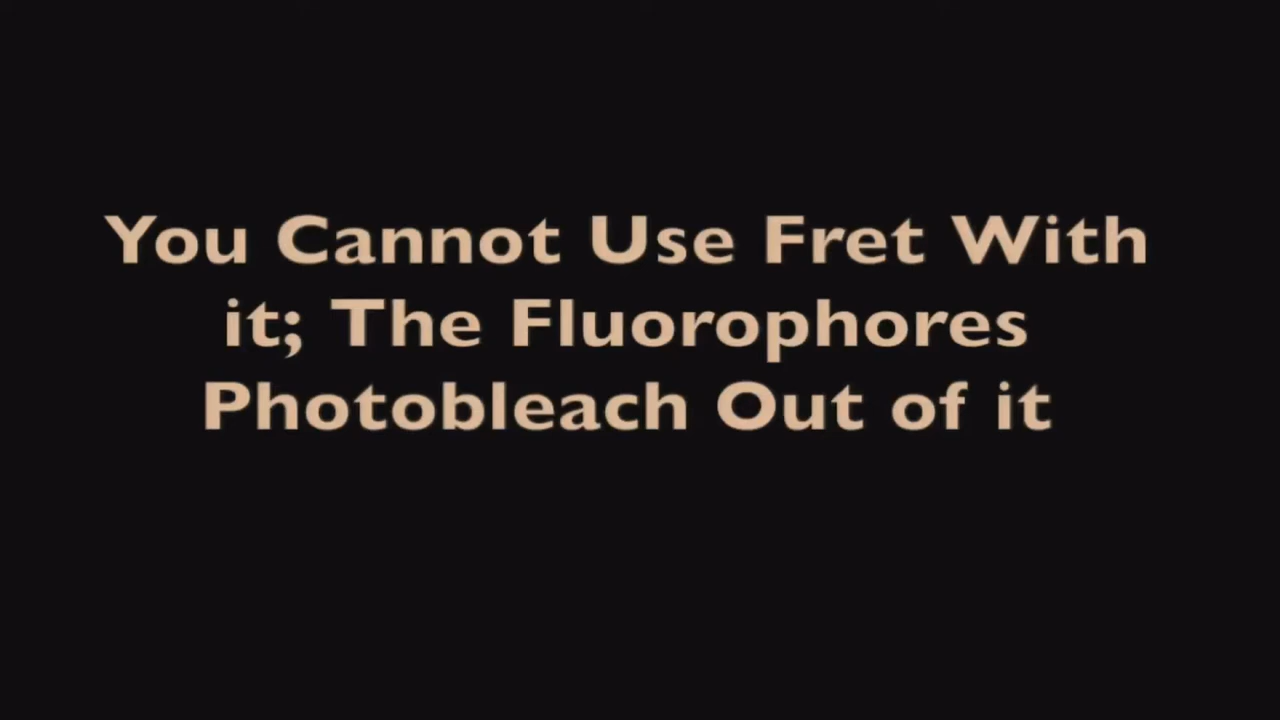 You Cannot Use Fret With
it; The Fluorophores
Photobleach Out of it